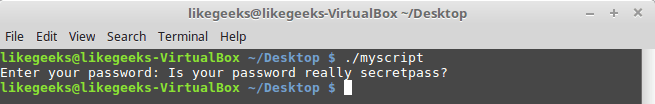 likegeeks@likegeeks-VirtualBox ~/Desktop
File Edit View Search Terminal Help
likegeeks@likegeeks-VirtualBox ~/Desktop $ ./myscript
Enter your password: Is your password really secretpass?
likegeeks@likegeeks-VirtualBox ~/Desktop $